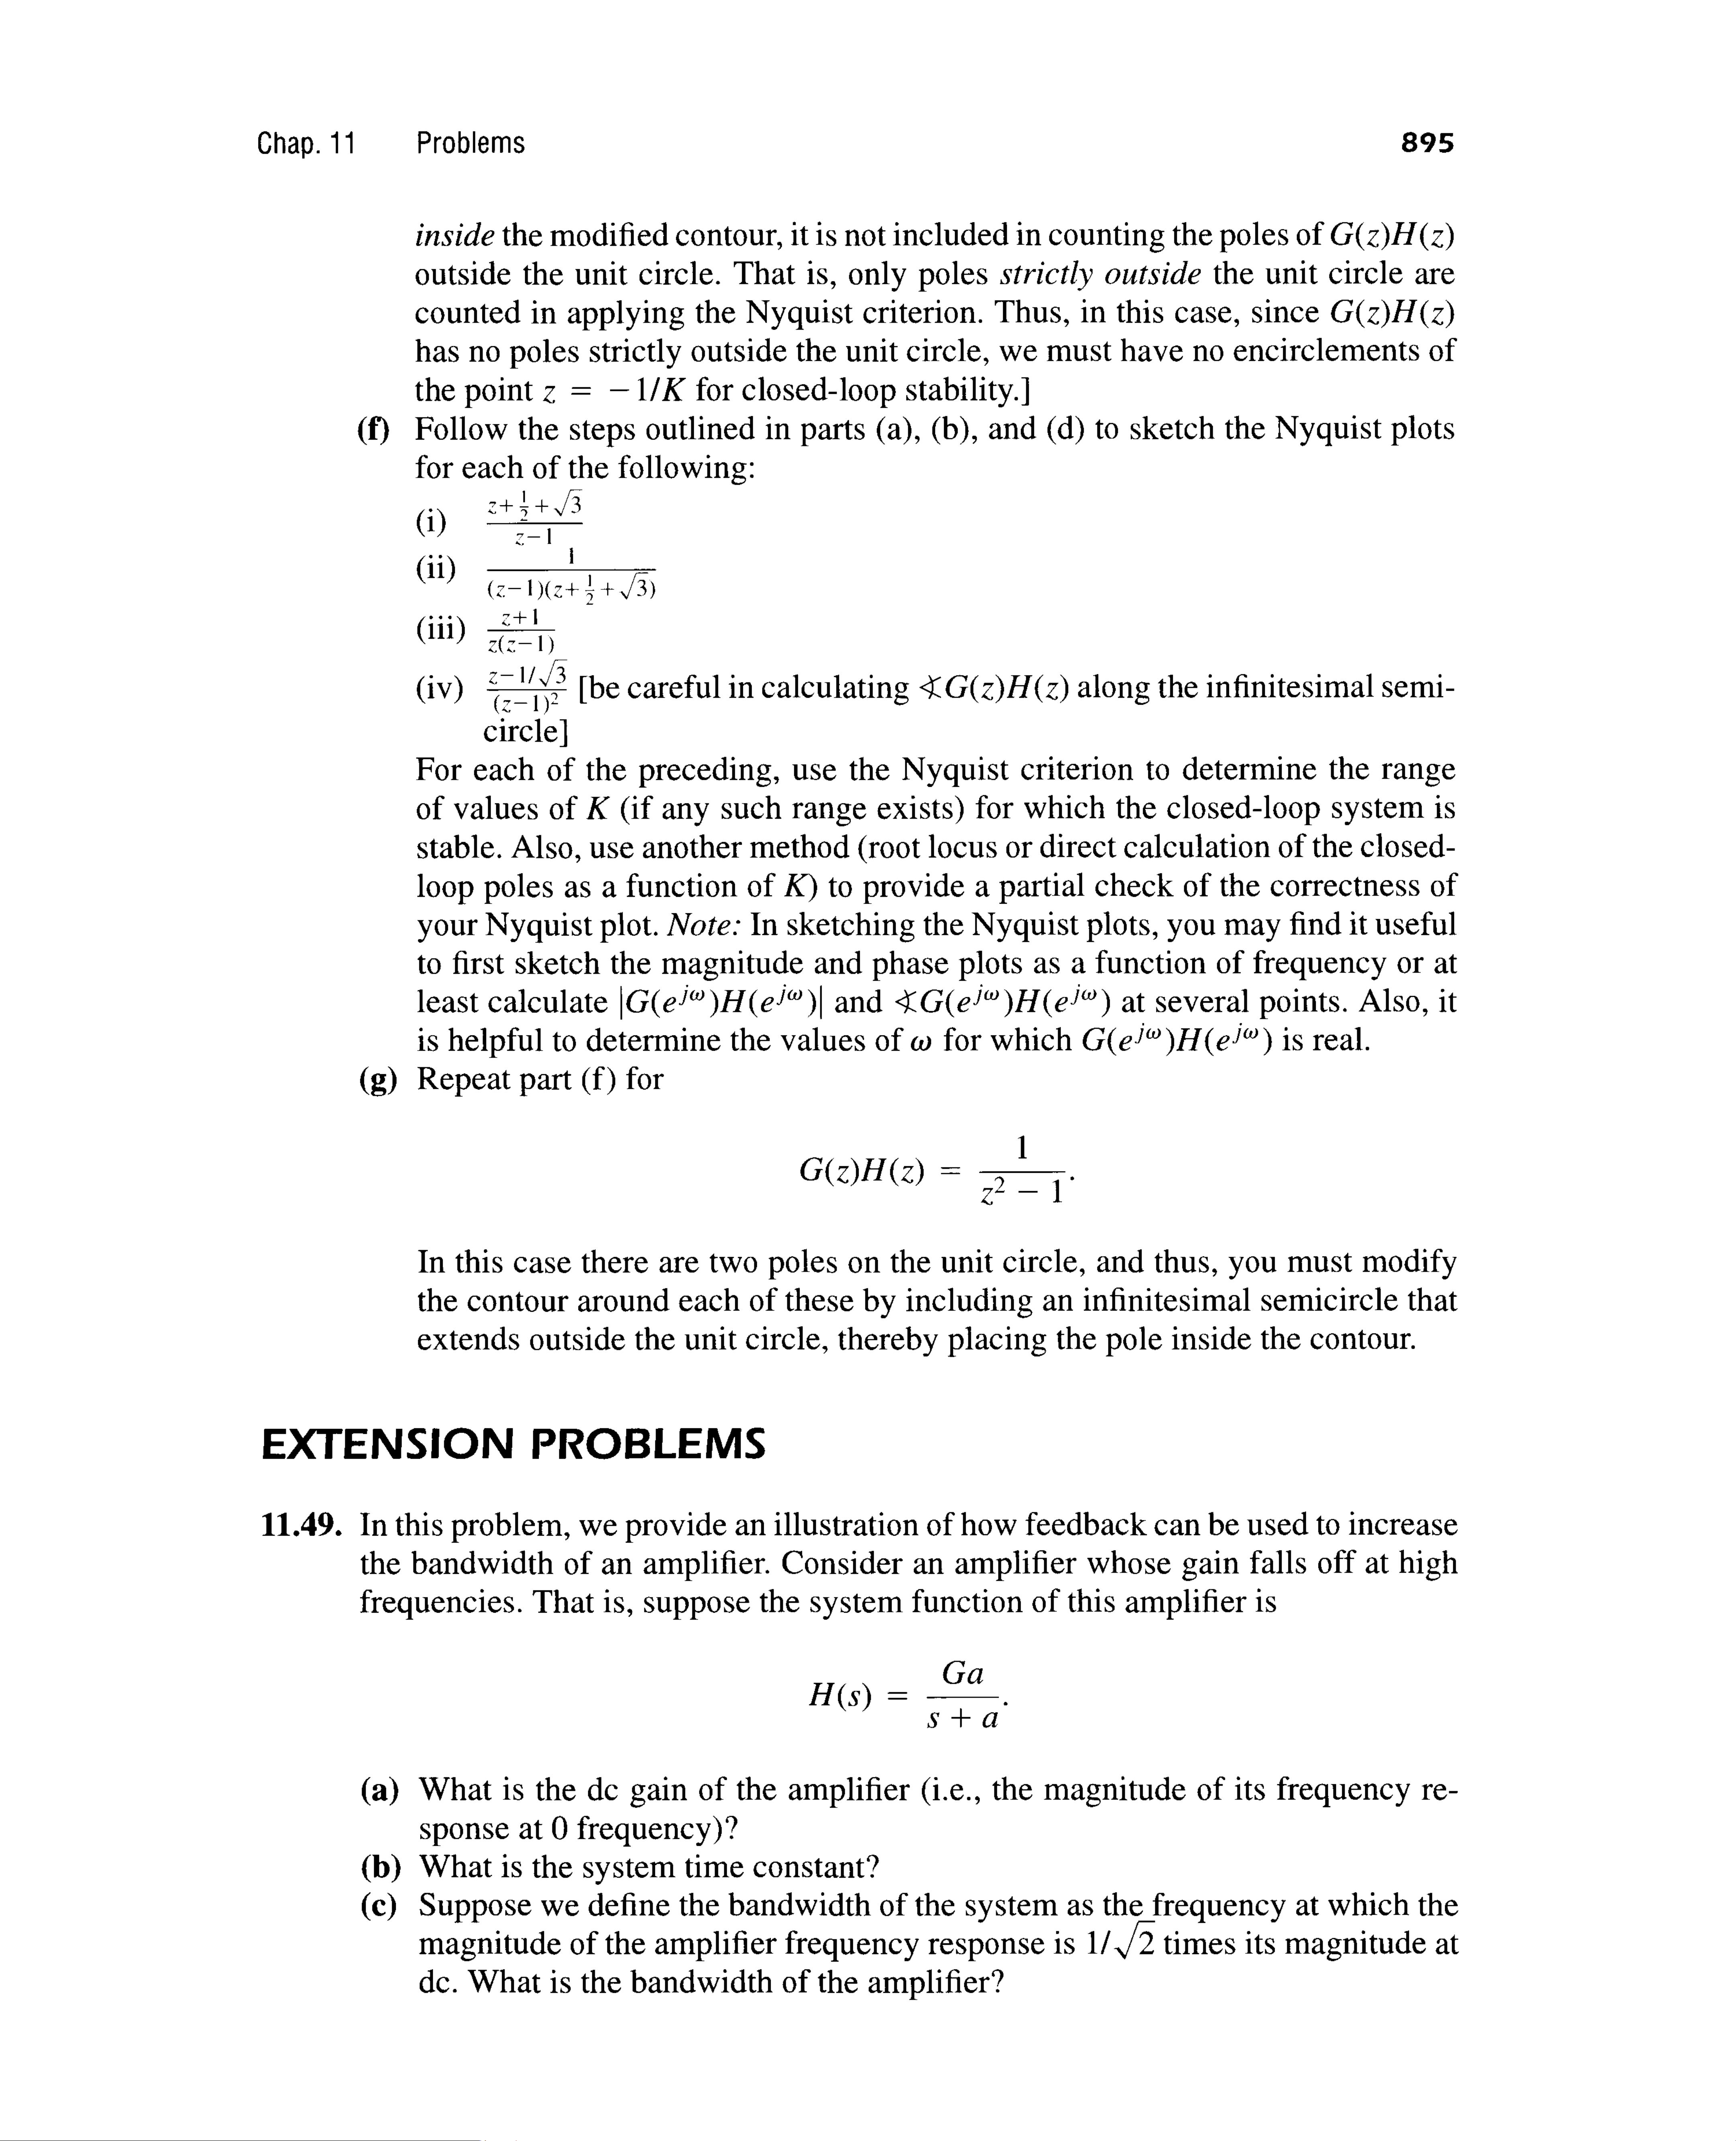 Chap. 11 Problems 895
inside the modified contour, it is not included in counting the poles of G(z)H(z)
outside the unit circle. That is, only poles strictly outside the unit circle are
counted in applying the Nyquist criterion. Thus, in this case, since G(z)H(z)
has no poles strictly outside the unit circle, we must have no encirclements of
the point z = −1/K for closed-loop stability.]
(f) Follow the steps outlined in parts (a), (b), and (d) to sketch the Nyquist plots
for each of the following:
(i) \frac{z+\frac{1}{2}+\sqrt{3}}{z-1}
(ii) \frac{1}{(z-1)(z+\frac{1}{2}+\sqrt{3})}
(iii) \frac{z+1}{z(z-1)}
(iv) \frac{z-1/\sqrt{3}}{(z-1)^2} [be careful in calculating ∢G(z)H(z) along the infinitesimal semi-
circle]
For each of the preceding, use the Nyquist criterion to determine the range
of values of K (if any such range exists) for which the closed-loop system is
stable. Also, use another method (root locus or direct calculation of the closed-
loop poles as a function of K) to provide a partial check of the correctness of
your Nyquist plot. Note: In sketching the Nyquist plots, you may find it useful
to first sketch the magnitude and phase plots as a function of frequency or at
least calculate |G(e^{jω})H(e^{jω})| and ∢G(e^{jω})H(e^{jω}) at several points. Also, it
is helpful to determine the values of ω for which G(e^{jω})H(e^{jω}) is real.
(g) Repeat part (f) for
G(z)H(z) = \frac{1}{z^2 - 1}.
In this case there are two poles on the unit circle, and thus, you must modify
the contour around each of these by including an infinitesimal semicircle that
extends outside the unit circle, thereby placing the pole inside the contour.
EXTENSION PROBLEMS
11.49. In this problem, we provide an illustration of how feedback can be used to increase
the bandwidth of an amplifier. Consider an amplifier whose gain falls off at high
frequencies. That is, suppose the system function of this amplifier is
H(s) = \frac{Ga}{s + a}.
(a) What is the dc gain of the amplifier (i.e., the magnitude of its frequency re-
sponse at 0 frequency)?
(b) What is the system time constant?
(c) Suppose we define the bandwidth of the system as the frequency at which the
magnitude of the amplifier frequency response is 1/√2 times its magnitude at
dc. What is the bandwidth of the amplifier?